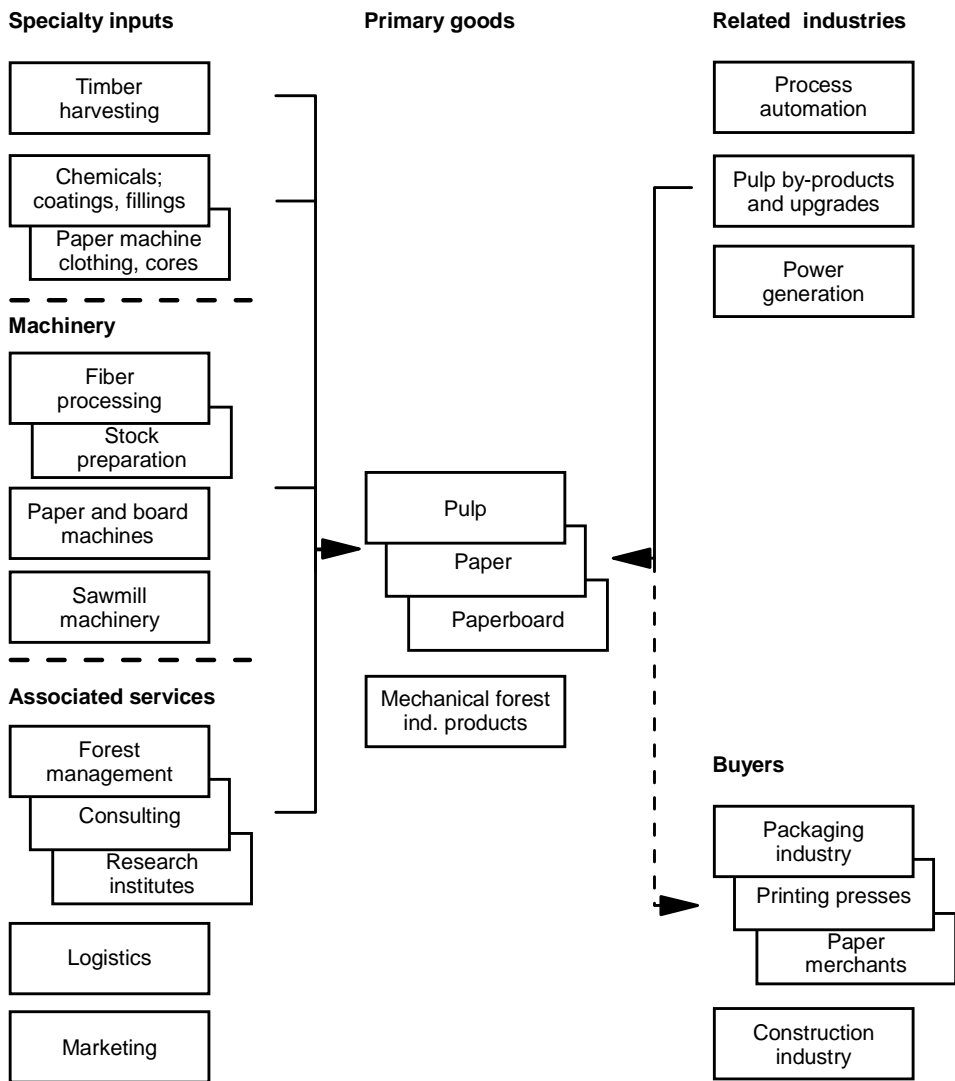 Specialty inputs
Timber
harvesting
Chemicals;
coatings, fillings
Paper machine
clothing, cores
Machinery
Fiber
processing
Stock
preparation
Paper and board
machines
Sawmill
machinery
Associated services
Forest
management
Consulting
Research
institutes
Logistics
Marketing
Primary goods
Pulp
Paper
Paperboard
Mechanical forest
ind. products
Related industries
Process
automation
Pulp by-products
and upgrades
Power
generation
Buyers
Packaging
industry
Printing presses
Paper
merchants
Construction
industry